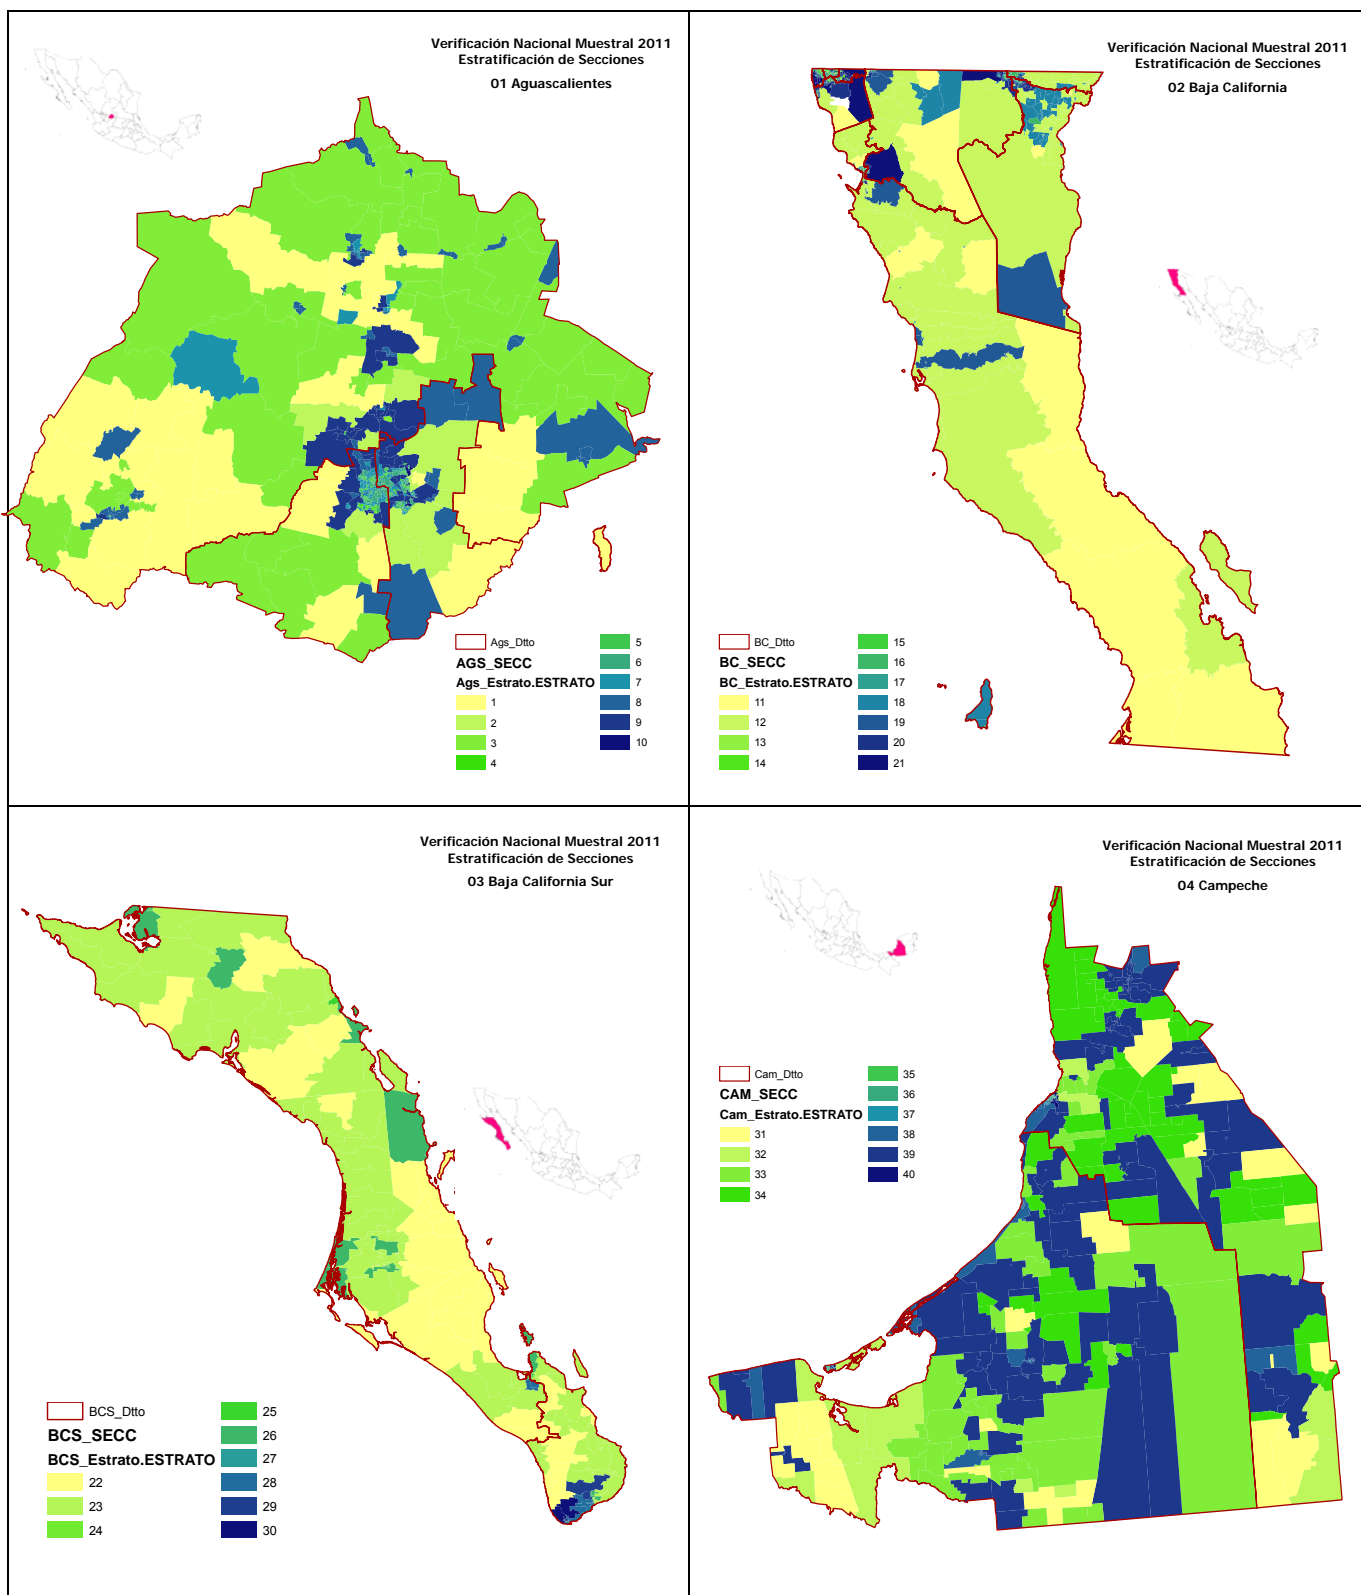 Verificación Nacional Muestral 2011
Estratificación de Secciones
01 Aguascalientes
Ags_Dtto
AGS_SECC
Ags_Estrato.ESTRATO
1
2
3
4
5
6
7
8
9
10
Verificación Nacional Muestral 2011
Estratificación de Secciones
02 Baja California
BC_Dtto
BC_SECC
BC_Estrato.ESTRATO
11
12
13
14
15
16
17
18
19
20
21
Verificación Nacional Muestral 2011
Estratificación de Secciones
03 Baja California Sur
BCS_Dtto
BCS_SECC
BCS_Estrato.ESTRATO
22
23
24
25
26
27
28
29
30
Verificación Nacional Muestral 2011
Estratificación de Secciones
04 Campeche
Cam_Dtto
CAM_SECC
Cam_Estrato.ESTRATO
31
32
33
34
35
36
37
38
39
40